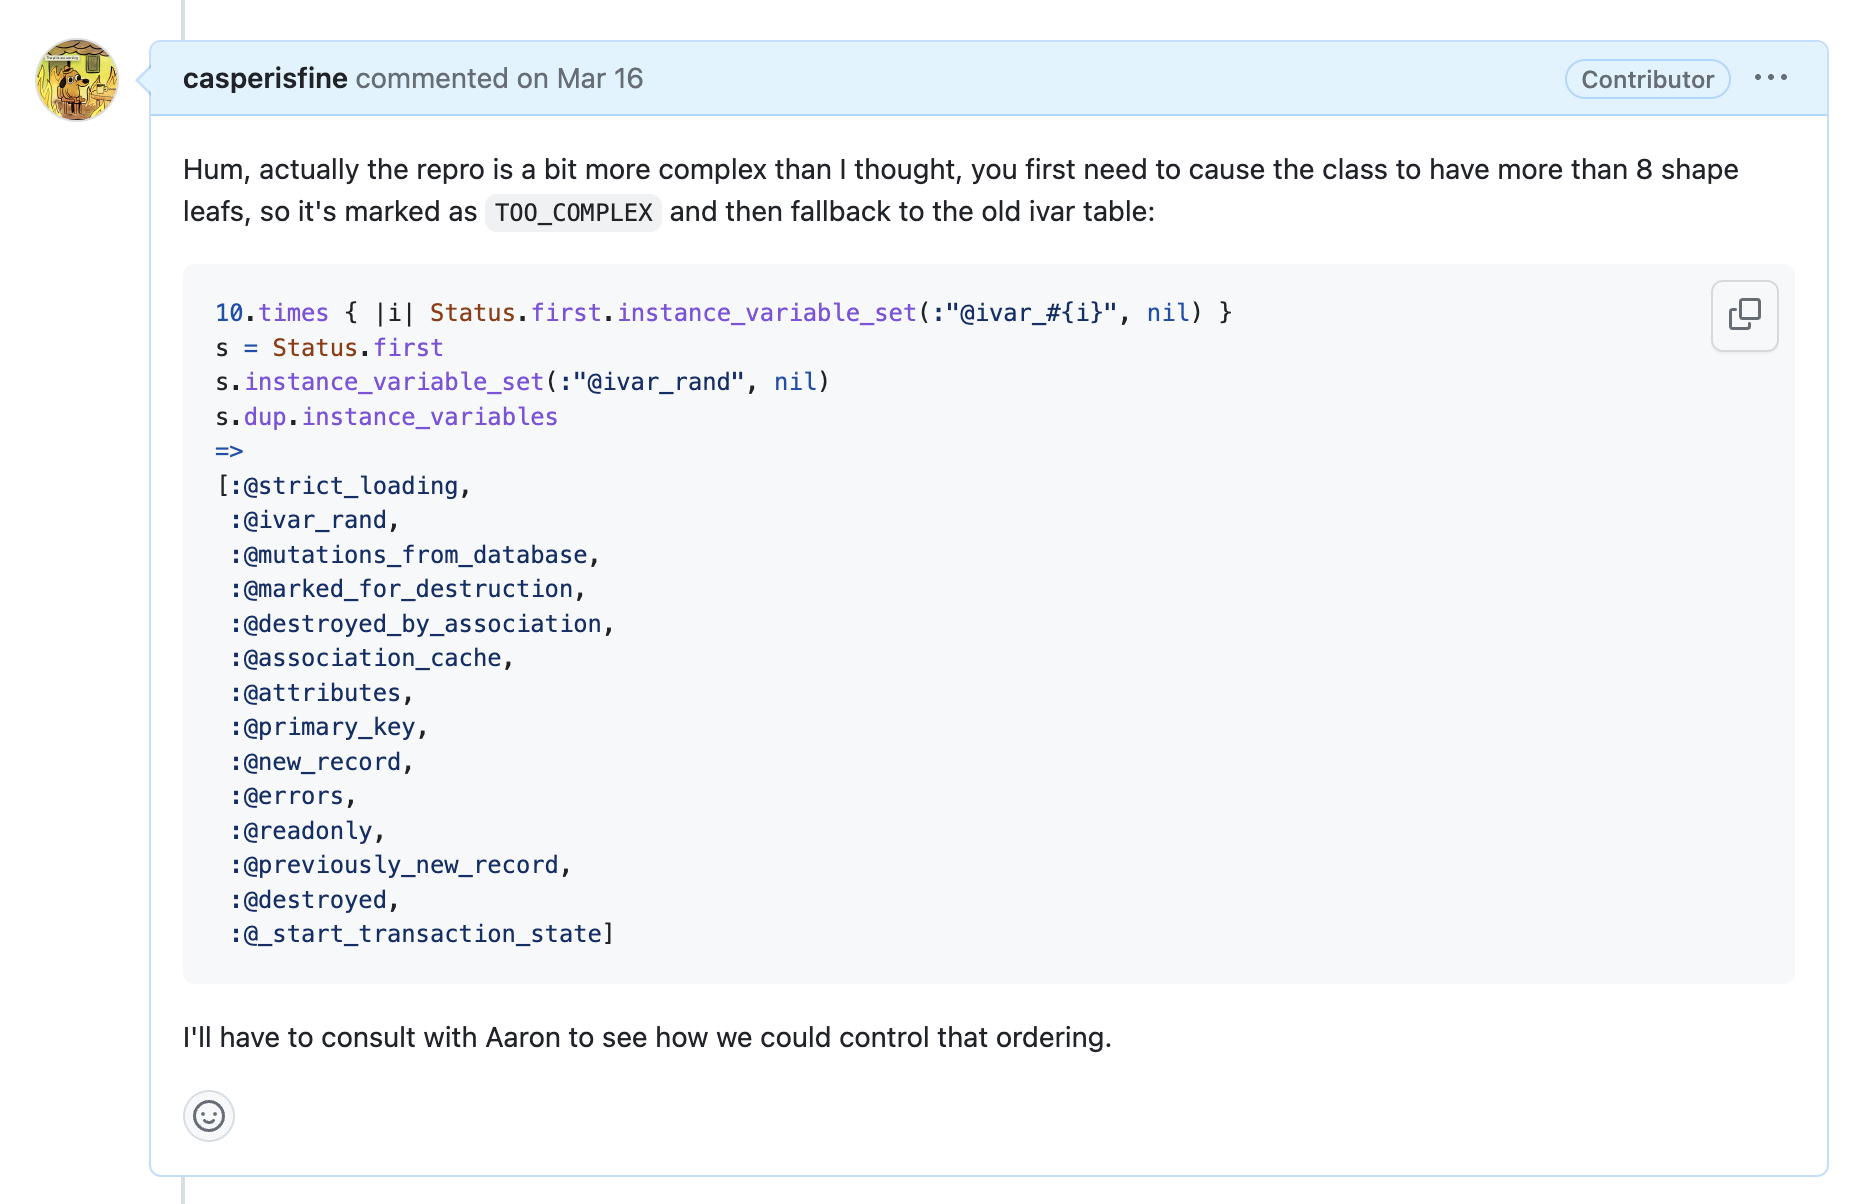 casperisfine commented on Mar 16
Contributor
Hum, actually the repro is a bit more complex than I thought, you first need to cause the class to have more than 8 shape
leafs, so it's marked as TOO_COMPLEX and then fallback to the old ivar table:
10.times { |i| Status.first.instance_variable_set(:"@ivar_#{i}", nil) }
s = Status.first
s.instance_variable_set(:"@ivar_rand", nil)
s.dup.instance_variables
=>
[:@strict_loading,
 :@ivar_rand,
 :@mutations_from_database,
 :@marked_for_destruction,
 :@destroyed_by_association,
 :@association_cache,
 :@attributes,
 :@primary_key,
 :@new_record,
 :@errors,
 :@readonly,
 :@previously_new_record,
 :@destroyed,
 :@_start_transaction_state]
I'll have to consult with Aaron to see how we could control that ordering.